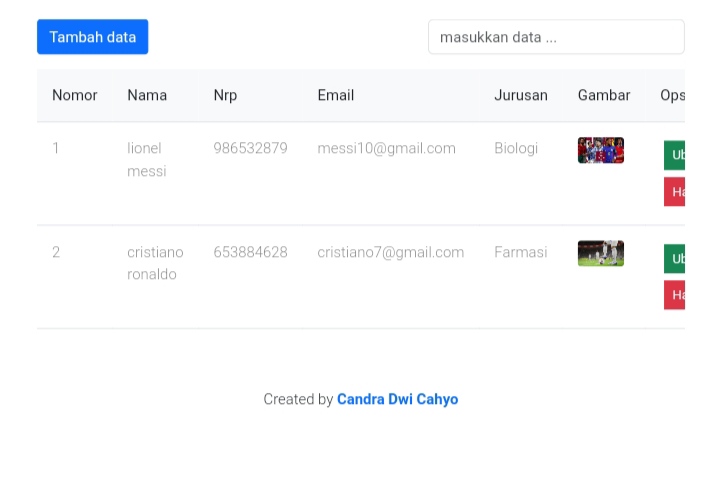 Tambah data masukkan data ...
Nomor Nama Nrp Email Jurusan Gambar Ops
1 lionel messi 986532879 messi10@gmail.com Biologi Ub
Ha
2 cristiano ronaldo 653884628 cristiano7@gmail.com Farmasi Ub
Ha
Created by Candra Dwi Cahyo